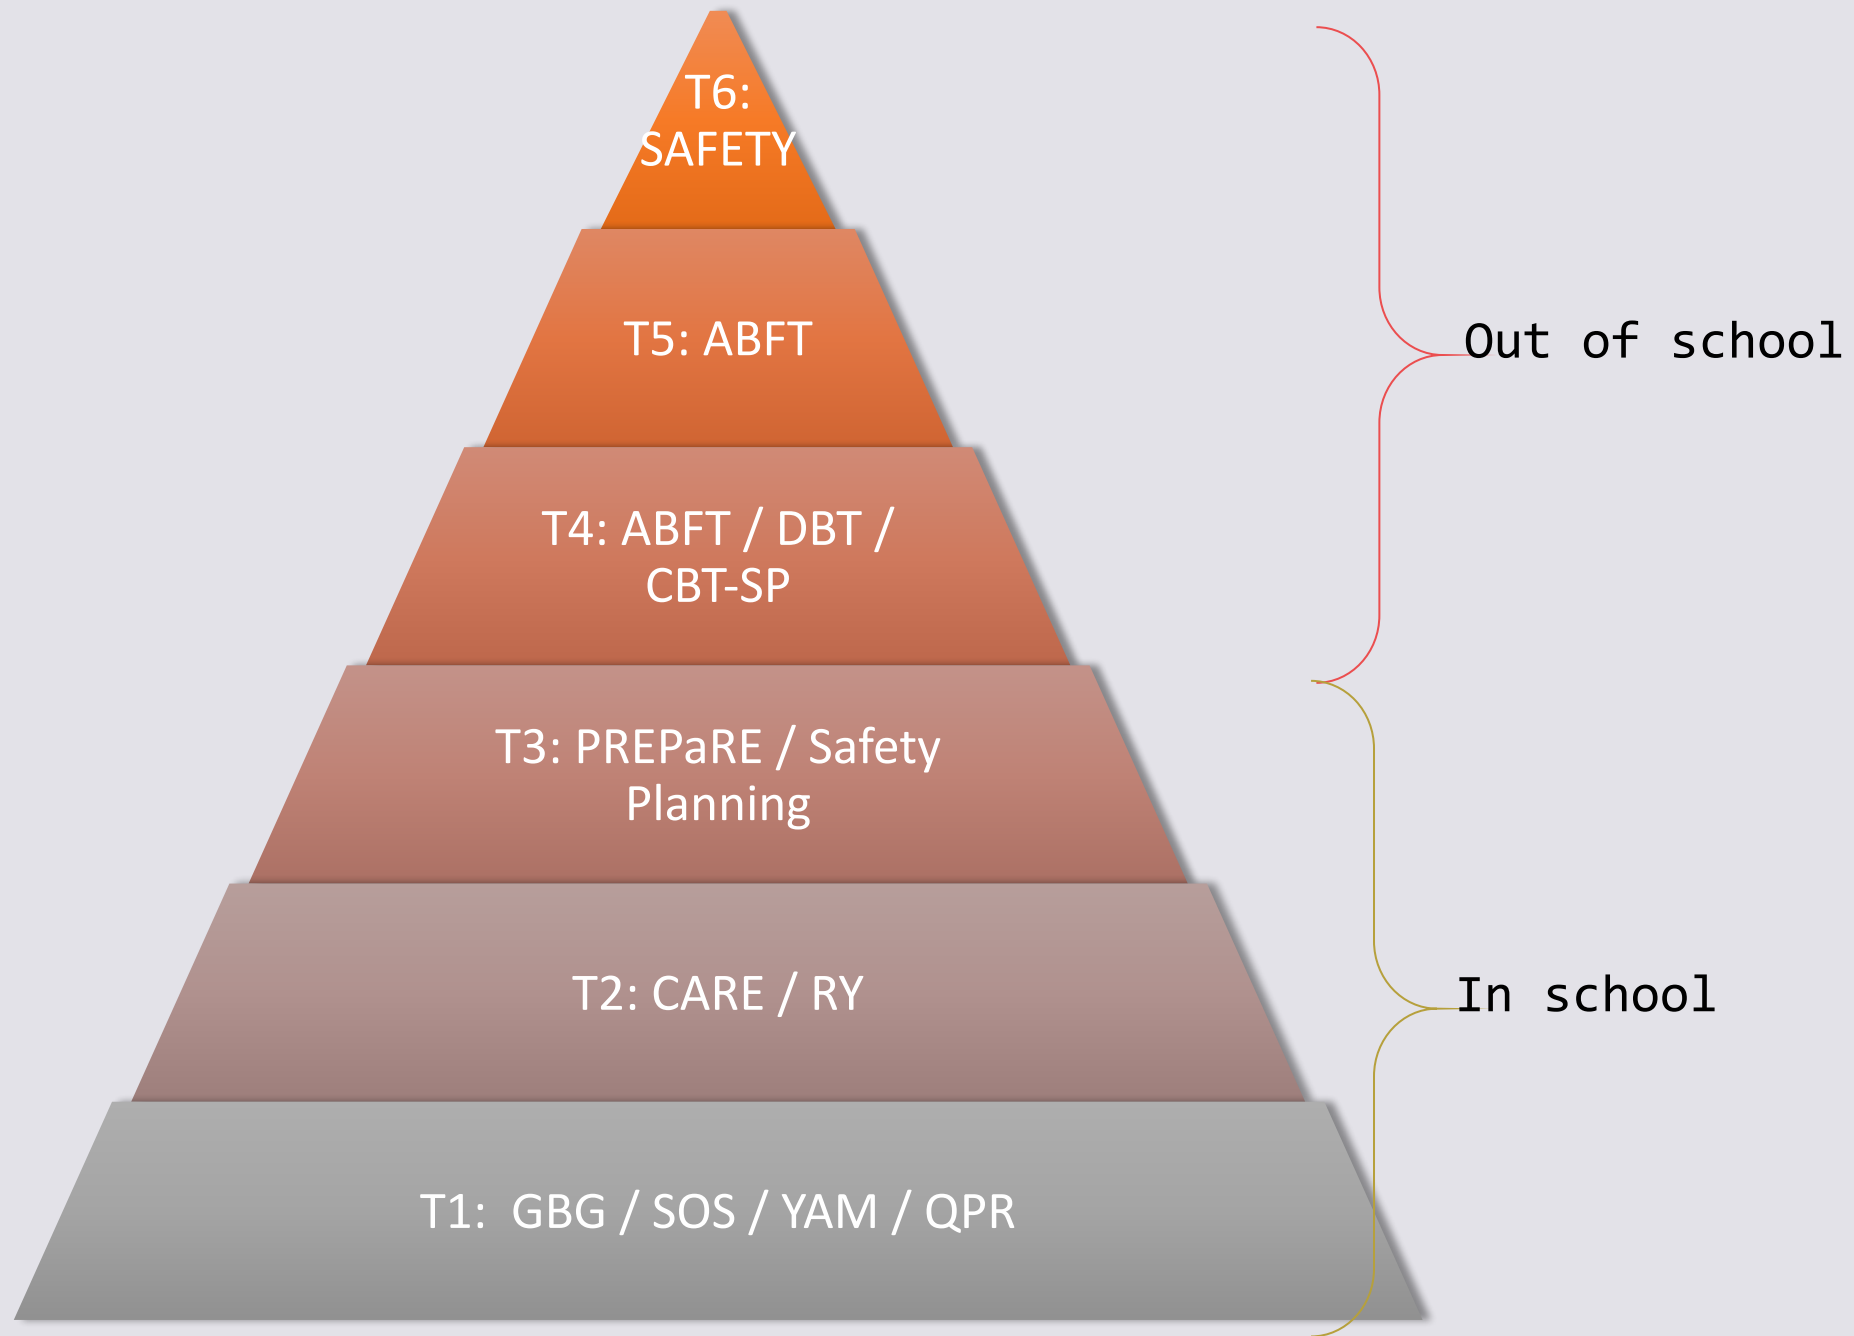 T6:
SAFETY
T5: ABFT
Out of school
T4: ABFT / DBT /
CBT-SP
T3: PREPaRE / Safety
Planning
T2: CARE / RY
In school
T1:  GBG / SOS / YAM / QPR